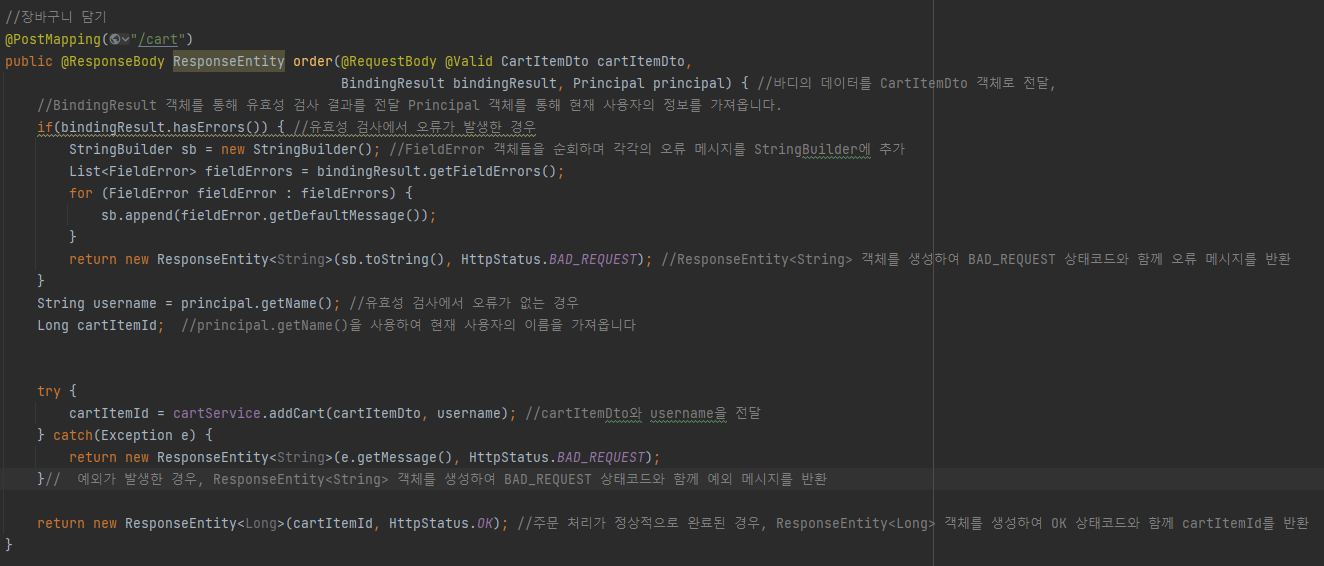 //장바구니 담기
@PostMapping("/cart")
public @ResponseBody ResponseEntity order(@RequestBody @Valid CartItemDto cartItemDto,
BindingResult bindingResult, Principal principal) { //바디의 데이터를 CartItemDto 객체로 전달,
//BindingResult 객체를 통해 유효성 검사 결과를 전달 Principal 객체를 통해 현재 사용자의 정보를 가져옵니다.
if(bindingResult.hasErrors()) { //유효성 검사에서 오류가 발생한 경우
StringBuilder sb = new StringBuilder(); //FieldError 객체들을 순회하며 각각의 오류 메시지를 StringBuilder에 추가
List<FieldError> fieldErrors = bindingResult.getFieldErrors();
for (FieldError fieldError : fieldErrors) {
sb.append(fieldError.getDefaultMessage());
}
return new ResponseEntity<String>(sb.toString(), HttpStatus.BAD_REQUEST); //ResponseEntity<String> 객체를 생성하여 BAD_REQUEST 상태코드와 함께 오류 메시지를 반환
}
String username = principal.getName(); //유효성 검사에서 오류가 없는 경우
Long cartItemId;  //principal.getName()을 사용하여 현재 사용자의 이름을 가져옵니다
try {
cartItemId = cartService.addCart(cartItemDto, username); //cartItemDto와 username을 전달
} catch(Exception e) {
return new ResponseEntity<String>(e.getMessage(), HttpStatus.BAD_REQUEST);
}//  예외가 발생한 경우, ResponseEntity<String> 객체를 생성하여 BAD_REQUEST 상태코드와 함께 예외 메시지를 반환
return new ResponseEntity<Long>(cartItemId, HttpStatus.OK); //주문 처리가 정상적으로 완료된 경우, ResponseEntity<Long> 객체를 생성하여 OK 상태코드와 함께 cartItemId를 반환
}